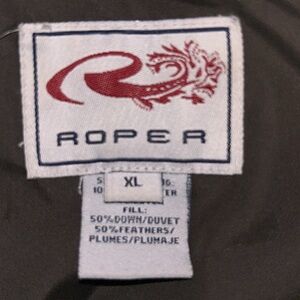 R
ROPER
XL
FILL:
50% DOWN/DUVET
50% FEATHERS/
PLUMES/PLUMAJE